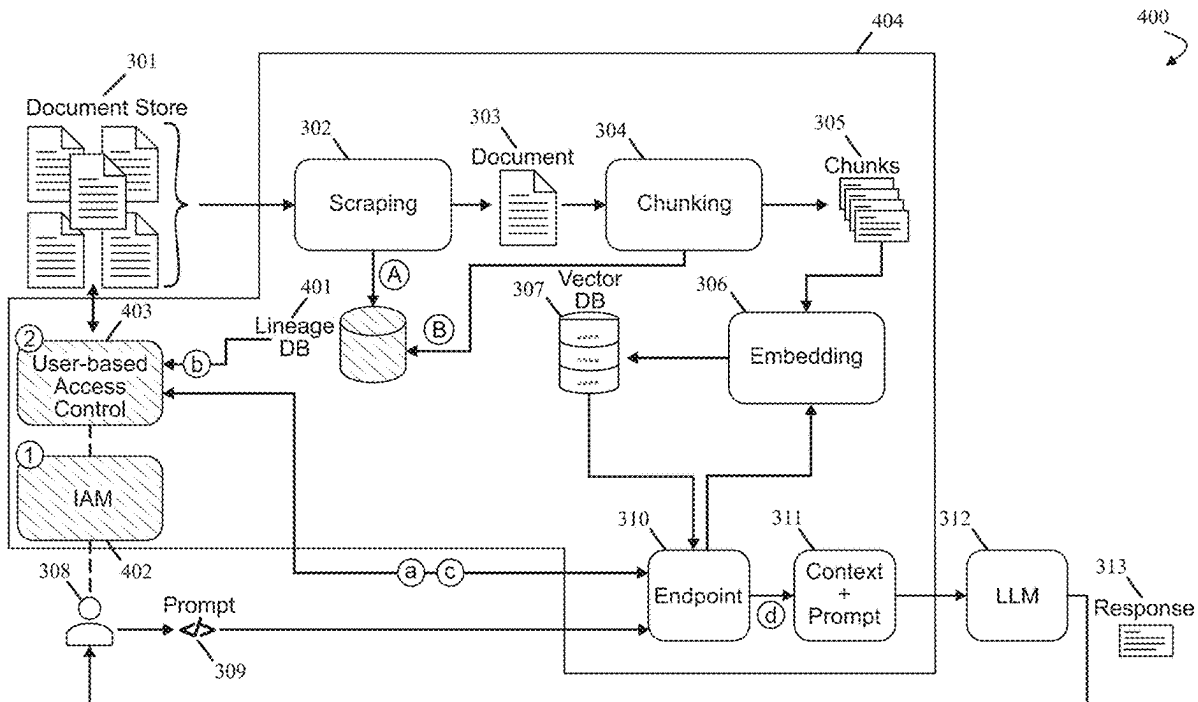 400
404
301
Document Store
302
Scraping
303
Document
304
Chunking
305
Chunks
A
401
Lineage
DB
B
307
Vector
DB
306
Embedding
403
2
User-based
Access
Control
b
1
IAM
402
308
Prompt
309
a
c
310
Endpoint
d
311
Context
+
Prompt
312
LLM
313
Response